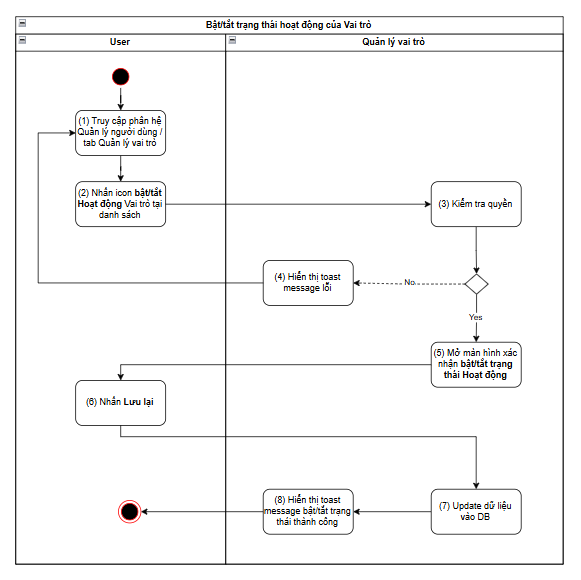 Bật/tắt trạng thái hoạt động của Vai trò
User
Quản lý vai trò
(1) Truy cập phân hệ
Quản lý người dùng /
tab Quản lý vai trò
(2) Nhấn icon bật/tắt
Hoạt động Vai trò tại
danh sách
(3) Kiểm tra quyền
(4) Hiển thị toast
message lỗi
No
Yes
(5) Mở màn hình xác
nhận bật/tắt trạng
thái Hoạt động
(6) Nhấn Lưu lại
(7) Update dữ liệu
vào DB
(8) Hiển thị toast
message bật/tắt trạng
thái thành công